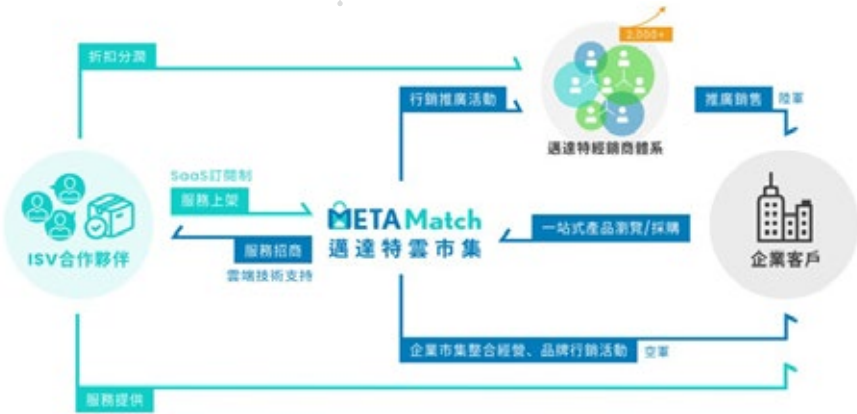 2,000+
折扣分潤
行銷推廣活動
推廣銷售 陸軍
邁達特經銷商體系
SaaS訂閱制
服務上架
METAMatch
邁達特雲市集
一站式產品瀏覽/採購
ISV合作夥伴
服務招商
雲端技術支持
企業客戶
企業市集整合經營、品牌行銷活動 空軍
服務提供